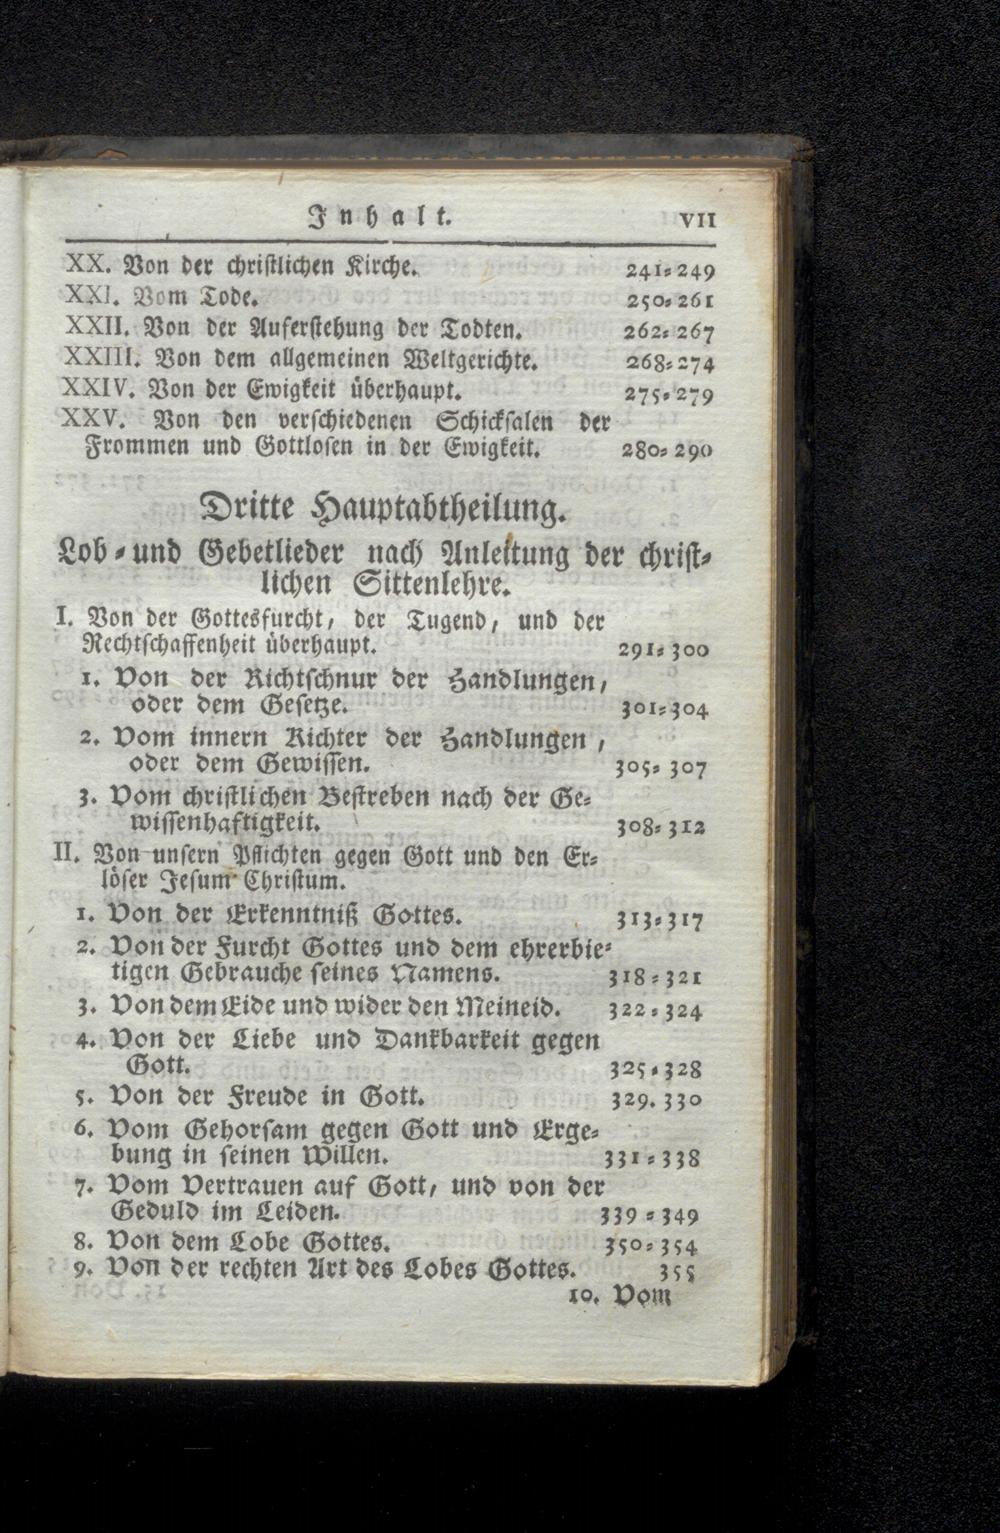 Inhalt. VII
XX. Von der christlichen Kirche. 241=249
XXI. Vom Tode. 250=261
XXII. Von der Auferstehung der Todten. 262=267
XXIII. Von dem allgemeinen Weltgerichte. 268=274
XXIV. Von der Ewigkeit überhaupt. 275=279
XXV. Von den verschiedenen Schicksalen der
Frommen und Gottlosen in der Ewigkeit. 280=290
Dritte Hauptabtheilung.
Lob = und Gebetlieder nach Anleitung der christ=
lichen Sittenlehre.
I. Von der Gottesfurcht, der Tugend, und der
Rechtschaffenheit überhaupt. 291=300
1. Von der Richtschnur der Handlungen,
oder dem Gesetze. 301=304
2. Vom innern Richter der Handlungen,
oder dem Gewissen. 305=307
3. Vom christlichen Bestreben nach der Ge=
wissenhaftigkeit. 308=312
II. Von unsern Pflichten gegen Gott und den Er=
löser Jesum Christum.
1. Von der Erkenntniß Gottes. 313=317
2. Von der Furcht Gottes und dem ehrerbie=
tigen Gebrauche seines Namens. 318=321
3. Von dem Eide und wider den Meineid. 322=324
4. Von der Liebe und Dankbarkeit gegen
Gott. 325=328
5. Von der Freude in Gott. 329. 330
6. Vom Gehorsam gegen Gott und Erge=
bung in seinen Willen. 331=338
7. Vom Vertrauen auf Gott, und von der
Geduld im Leiden. 339=349
8. Von dem Lobe Gottes. 350=354
9. Von der rechten Art des Lobes Gottes. 355
10. Vom